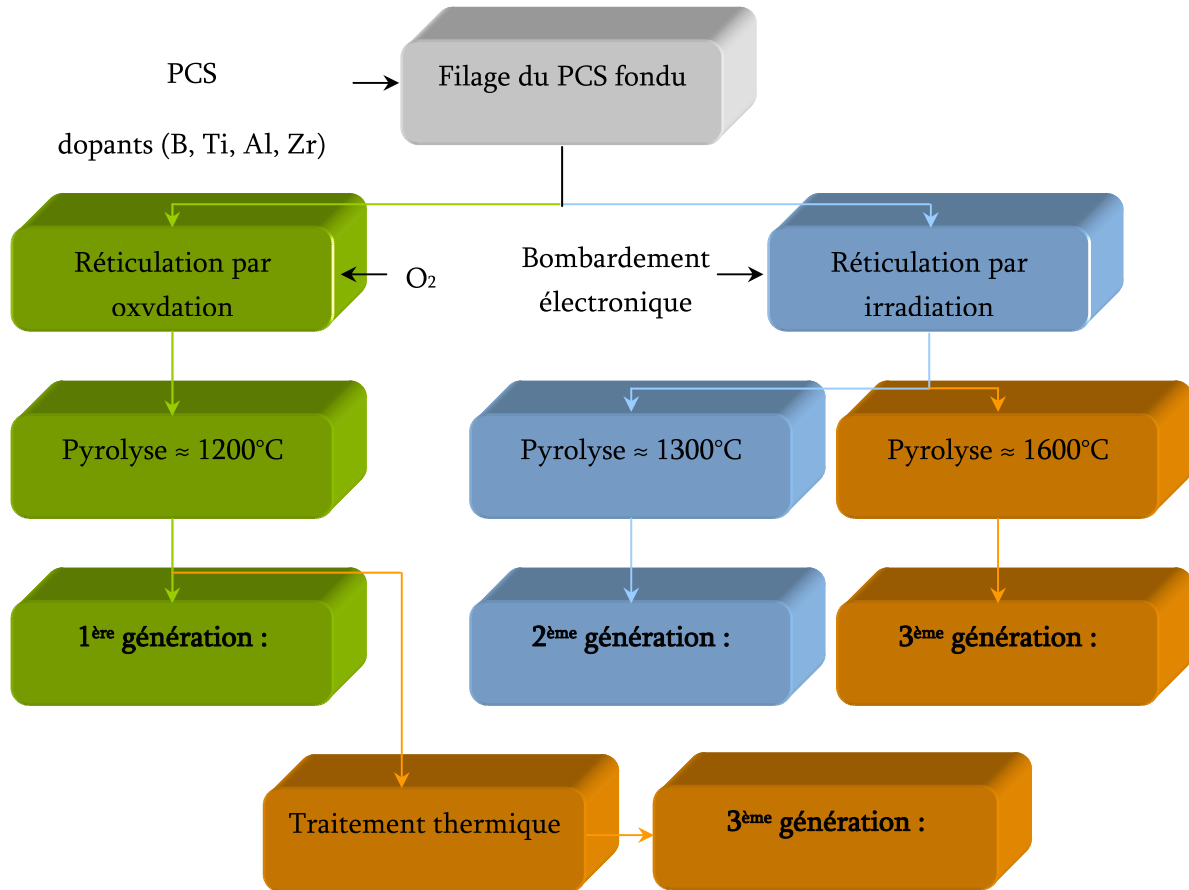 PCS
Filage du PCS fondu
dopants (B, Ti, Al, Zr)
Réticulation par
oxvdation
O₂
Bombardement
électronique
Réticulation par
irradiation
Pyrolyse ≈ 1200°C
Pyrolyse ≈ 1300°C
Pyrolyse ≈ 1600°C
1ère génération :
2ème génération :
3ème génération :
Traitement thermique
3ème génération :